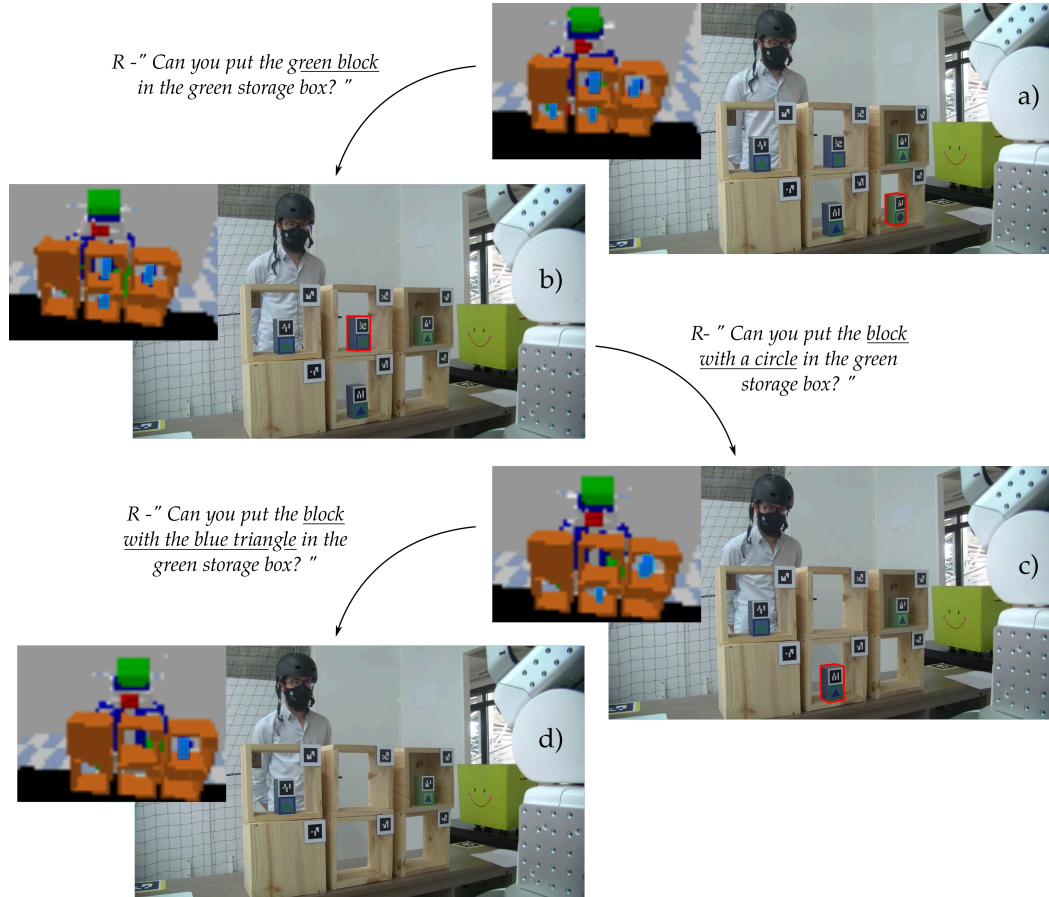 R -" Can you put the green block
in the green storage box? "
a)
b)
R- " Can you put the block
with a circle in the green
storage box? "
R -" Can you put the block
with the blue triangle in the
green storage box? "
c)
d)